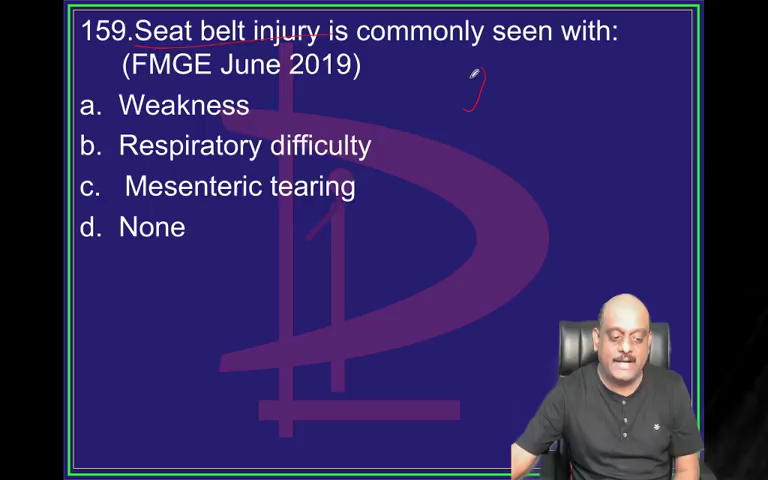 159.Seat belt injury is commonly seen with:
(FMGE June 2019)
a. Weakness
b. Respiratory difficulty
c. Mesenteric tearing
d. None